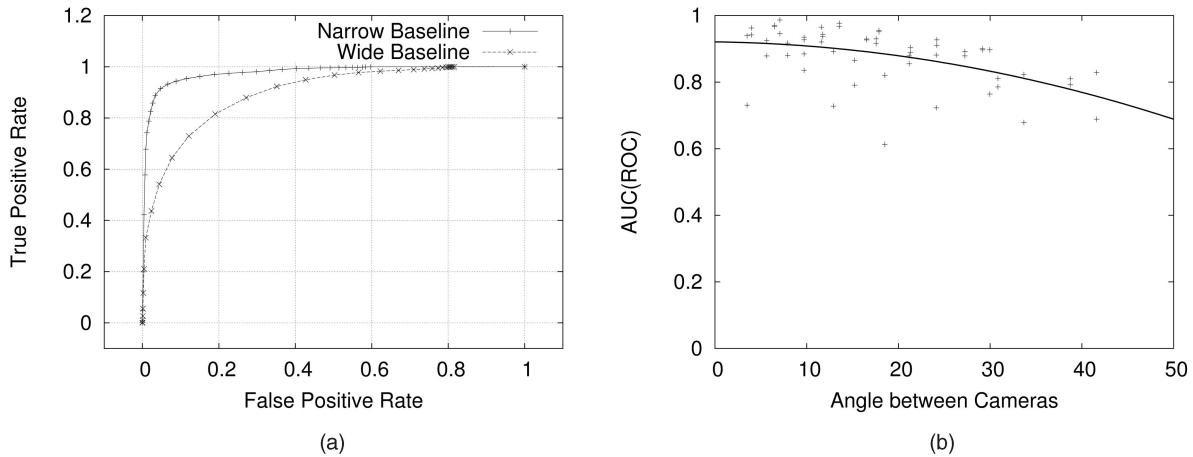 1.2
1
0.8
0.6
0.4
0.2
0
0 0.2 0.4 0.6 0.8 1
True Positive Rate
False Positive Rate
Narrow Baseline
Wide Baseline
(a)
1
0.8
0.6
0.4
0.2
0
0 10 20 30 40 50
AUC(ROC)
Angle between Cameras
(b)